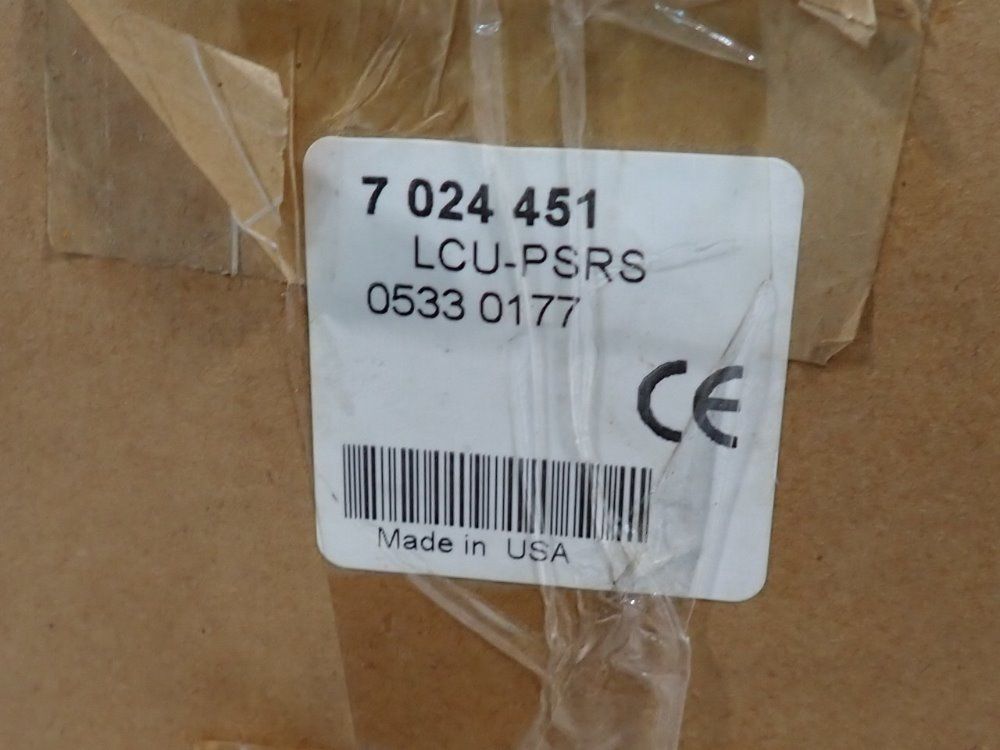 7 024 451
LCU-PSRS
0533 0177
CE
Made in USA